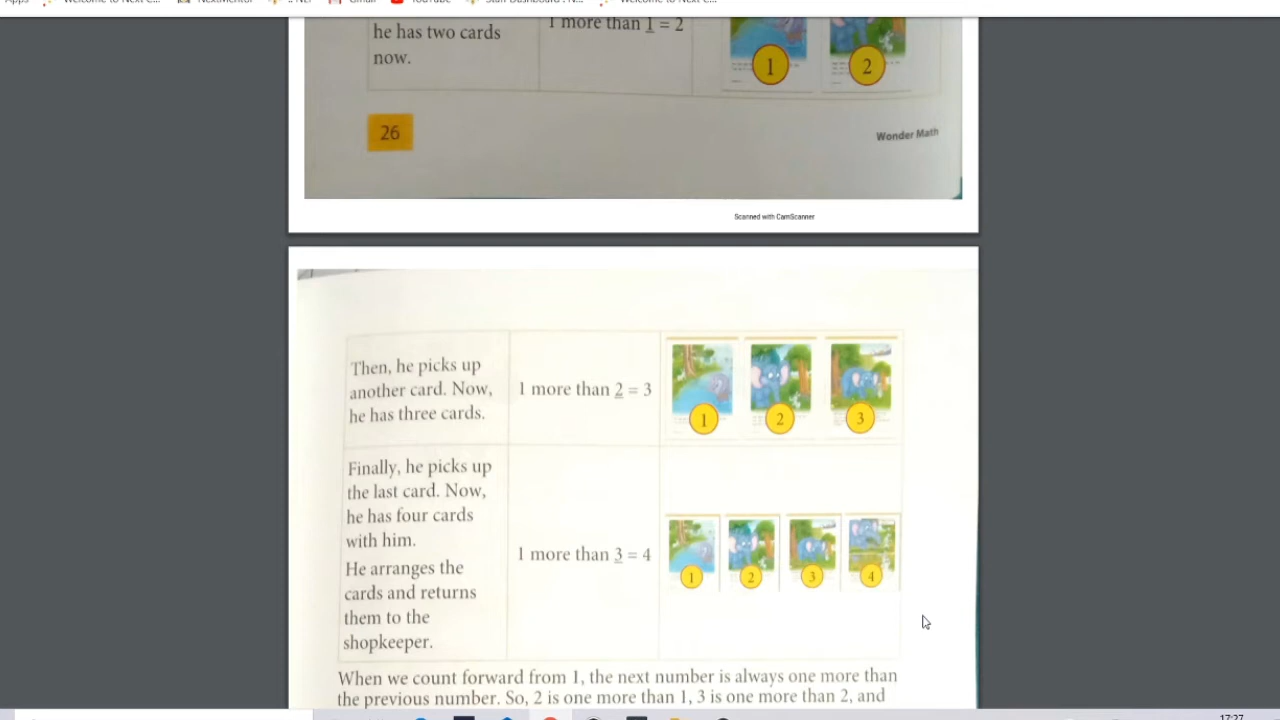 he has two cards
now.
1 more than 1 = 2
1
2
26
Wonder Math
Scanned with CamScanner
Then, he picks up
another card. Now,
he has three cards.
1 more than 2 = 3
1
2
3
Finally, he picks up
the last card. Now,
he has four cards
with him.
He arranges the
cards and returns
them to the
shopkeeper.
1 more than 3 = 4
1
2
3
4
When we count forward from 1, the next number is always one more than
the previous number. So, 2 is one more than 1, 3 is one more than 2, and
17:27